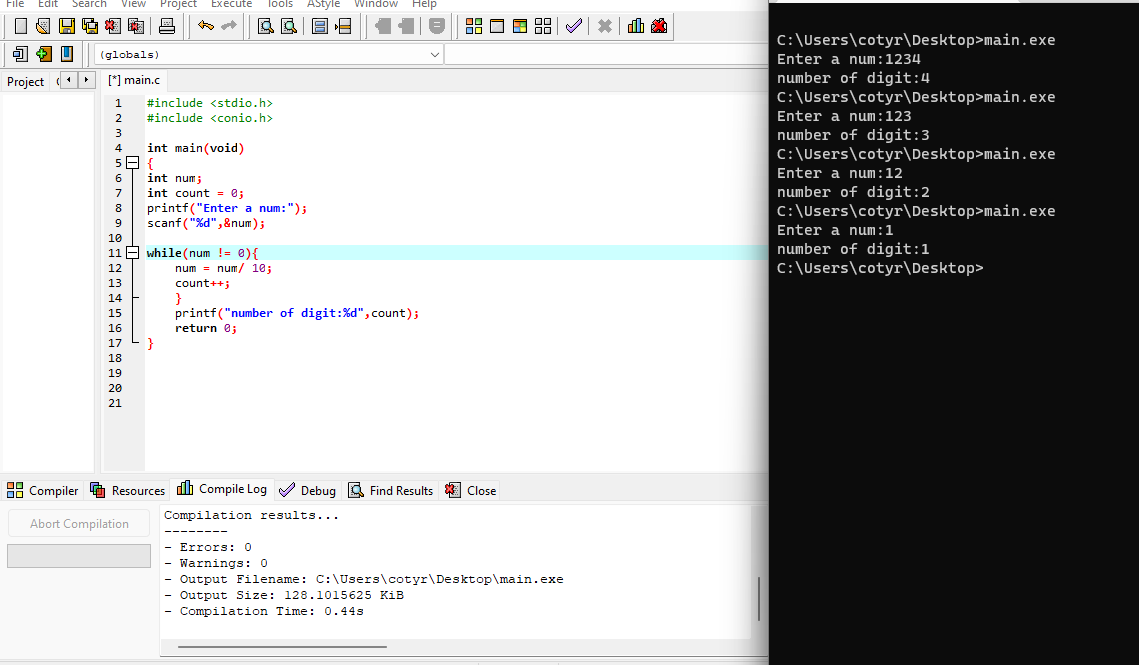 File Edit Search View Project Execute Tools AStyle Window Help
(globals)
Project
[*] main.c
1 #include <stdio.h>
2 #include <conio.h>
3
4 int main(void)
5 {
6 int num;
7 int count = 0;
8 printf("Enter a num:");
9 scanf("%d",&num);
10
11 while(num != 0){
12 num = num/ 10;
13 count++;
14 }
15 printf("number of digit:%d",count);
16 return 0;
17 }
18
19
20
21
Compiler Resources Compile Log Debug Find Results Close
Abort Compilation
Compilation results...
--------
- Errors: 0
- Warnings: 0
- Output Filename: C:\Users\cotyr\Desktop\main.exe
- Output Size: 128.1015625 KiB
- Compilation Time: 0.44s
C:\Users\cotyr\Desktop>main.exe
Enter a num:1234
number of digit:4
C:\Users\cotyr\Desktop>main.exe
Enter a num:123
number of digit:3
C:\Users\cotyr\Desktop>main.exe
Enter a num:12
number of digit:2
C:\Users\cotyr\Desktop>main.exe
Enter a num:1
number of digit:1
C:\Users\cotyr\Desktop>